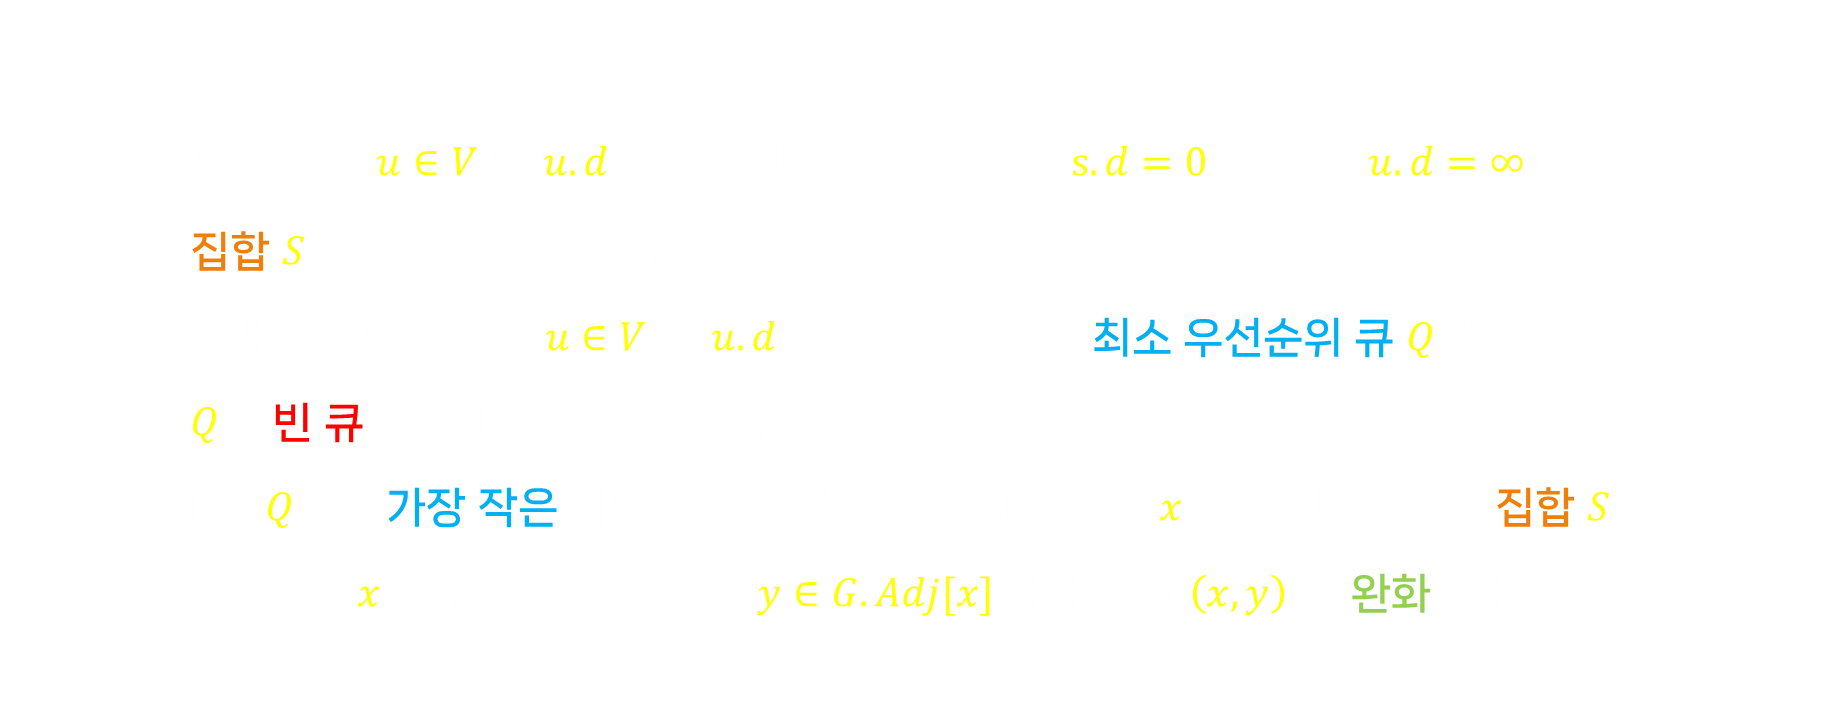 u ∈ V u.d s.d = 0 u.d = ∞
집합 S
u ∈ V u.d 최소 우선순위 큐 Q
Q 빈 큐
Q 가장 작은 x 집합 S
x y ∈ G.Adj[x] (x, y) 완화